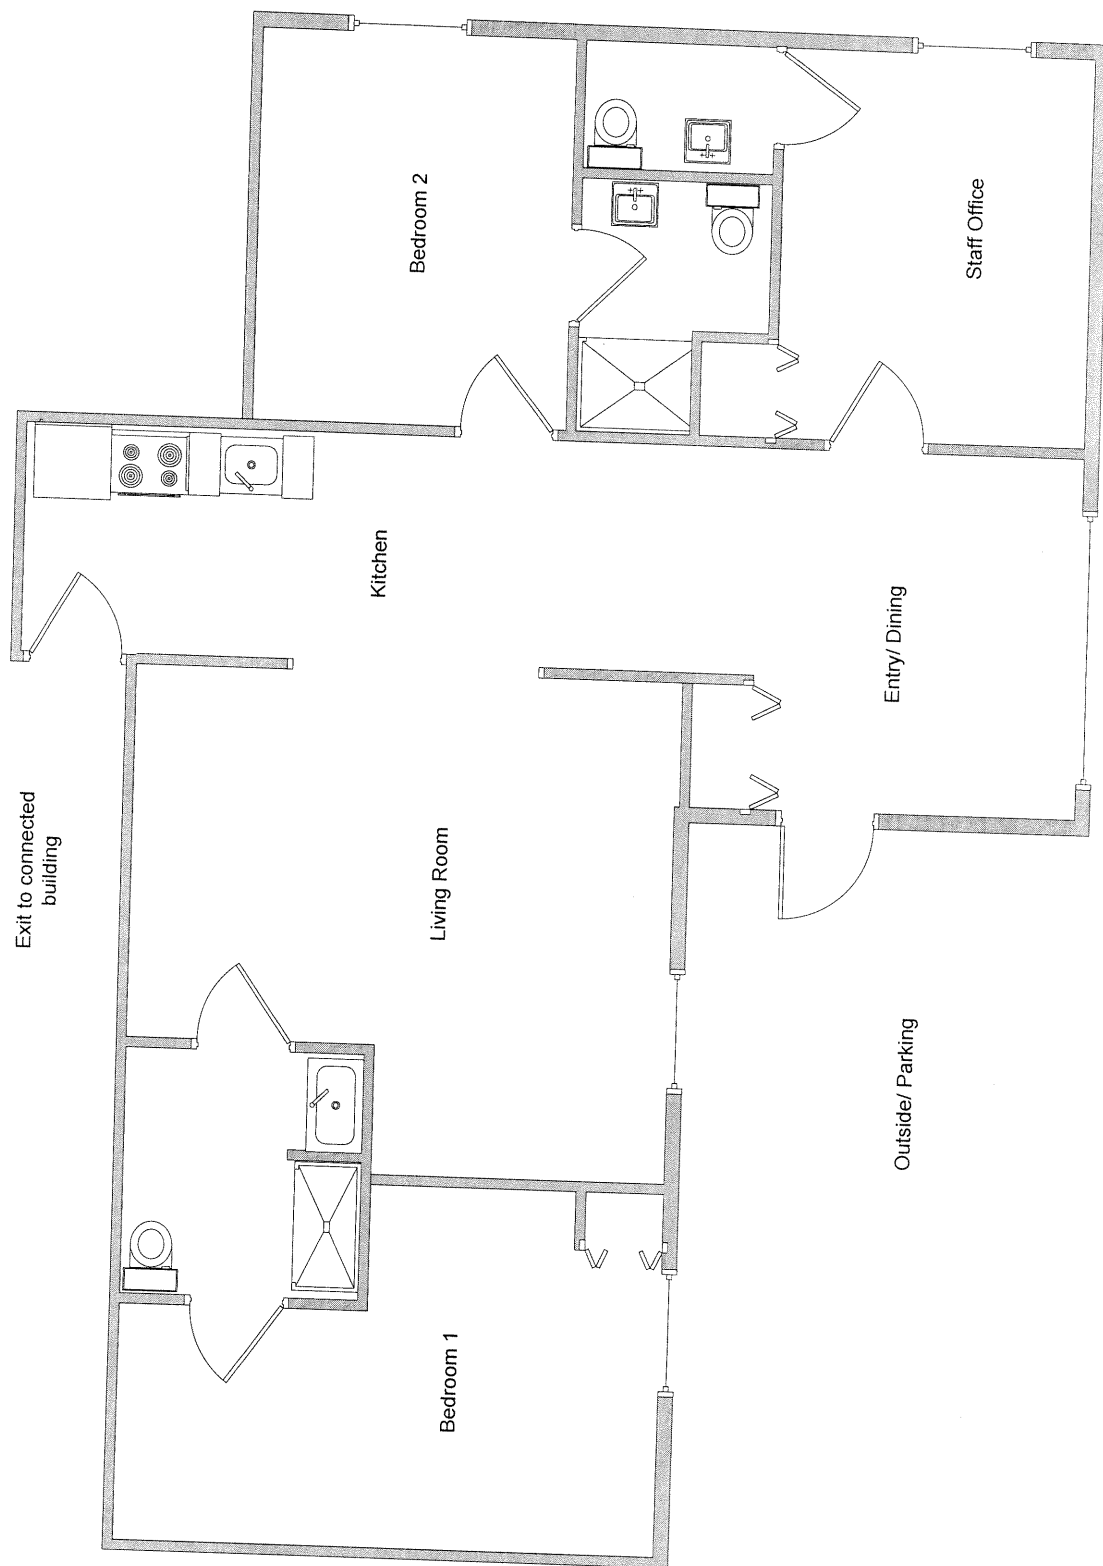 Exit to connected
building
Bedroom 1
Living Room
Kitchen
Bedroom 2
Outside/ Parking
Entry/ Dining
Staff Office